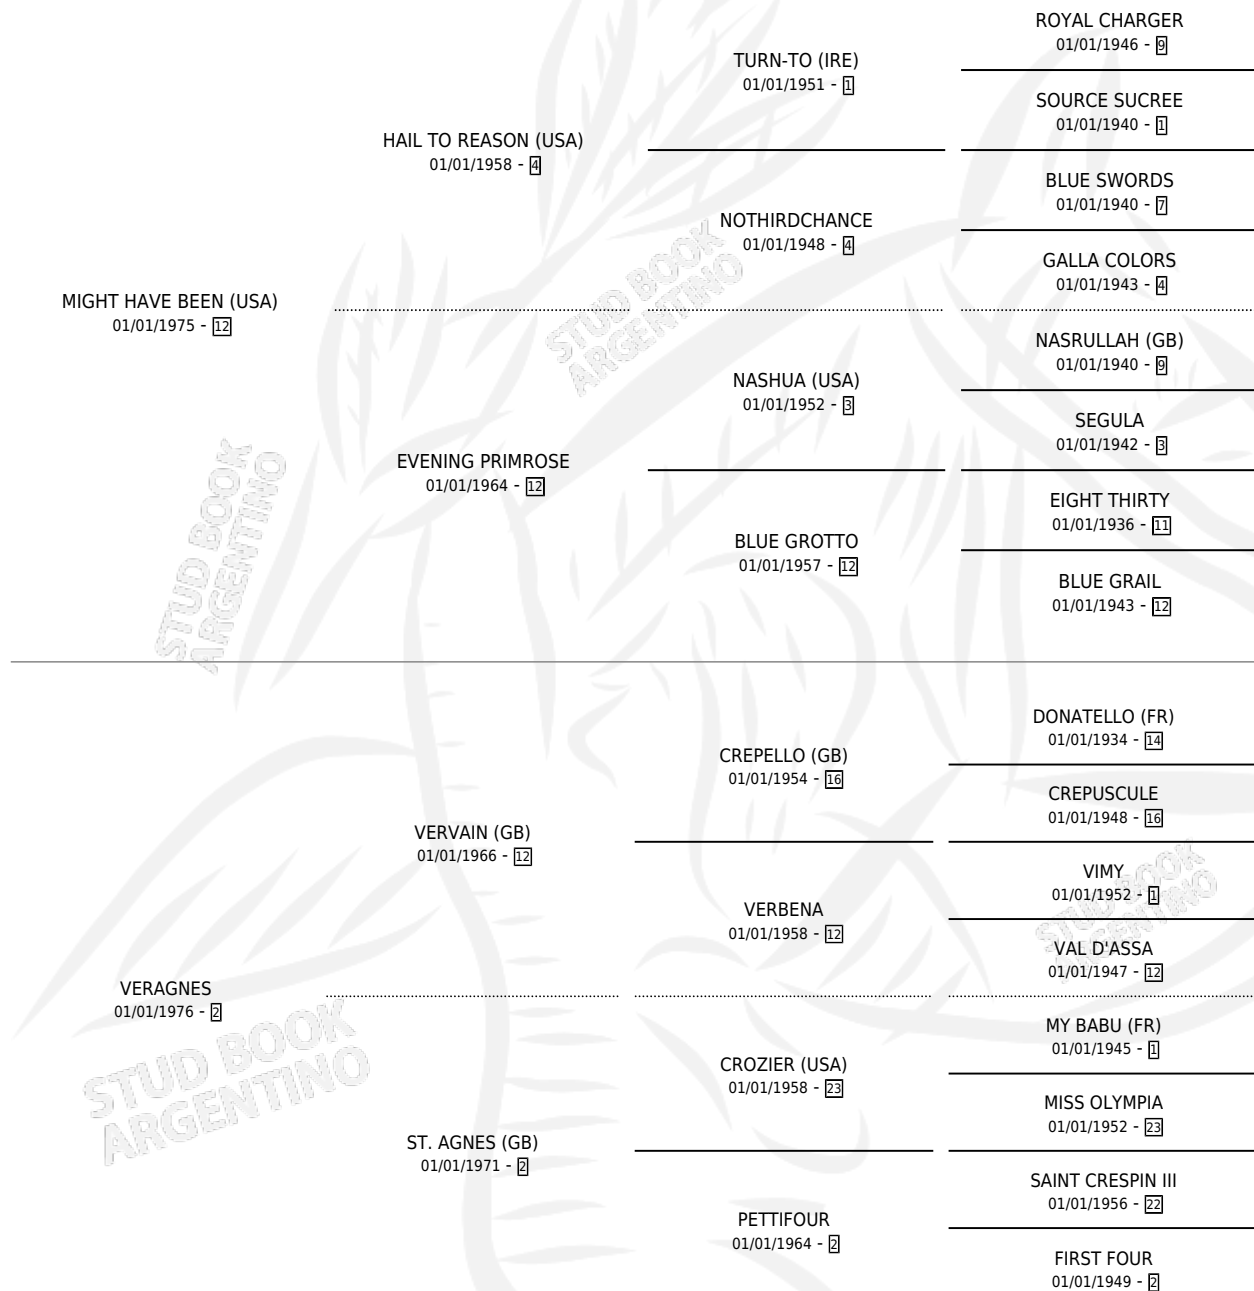 ROYAL CHARGER
01/01/1946 - 9
TURN-TO (IRE)
01/01/1951 - 1
SOURCE SUCREE
01/01/1940 - 1
HAIL TO REASON (USA)
01/01/1958 - 4
BLUE SWORDS
01/01/1940 - 7
NOTHIRDCHANCE
01/01/1948 - 4
GALLA COLORS
01/01/1943 - 4
MIGHT HAVE BEEN (USA)
01/01/1975 - 12
STUD BOOK
ARGENTINO
NASRULLAH (GB)
01/01/1940 - 9
NASHUA (USA)
01/01/1952 - 3
SEGULA
01/01/1942 - 3
EVENING PRIMROSE
01/01/1964 - 12
EIGHT THIRTY
01/01/1936 - 11
BLUE GROTTO
01/01/1957 - 12
BLUE GRAIL
01/01/1943 - 12
STUD BOOK
ARGENTINO
DONATELLO (FR)
01/01/1934 - 14
CREPELLO (GB)
01/01/1954 - 16
CREPUSCULE
01/01/1948 - 16
VERVAIN (GB)
01/01/1966 - 12
VIMY
01/01/1952 - 1
VERBENA
01/01/1958 - 12
STUD BOOK
ARGENTINO
VAL D'ASSA
01/01/1947 - 12
VERAGNES
01/01/1976 - 2
STUD BOOK
ARGENTINO
MY BABU (FR)
01/01/1945 - 1
CROZIER (USA)
01/01/1958 - 23
MISS OLYMPIA
01/01/1952 - 23
ST. AGNES (GB)
01/01/1971 - 2
SAINT CRESPIN III
01/01/1956 - 22
PETTIFOUR
01/01/1964 - 2
FIRST FOUR
01/01/1949 - 2